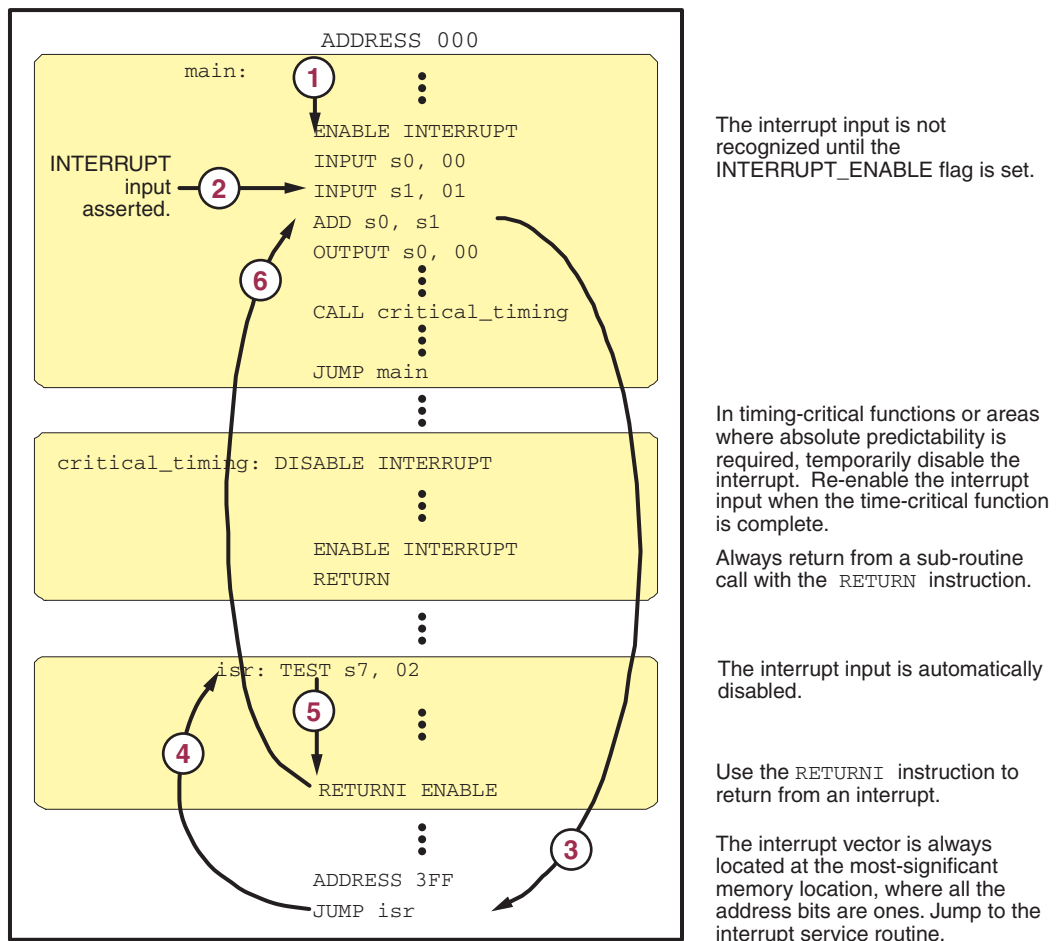 ADDRESS 000
main:
1
ENABLE INTERRUPT
INPUT s0, 00
INTERRUPT
input
asserted.
2
INPUT s1, 01
ADD s0, s1
OUTPUT s0, 00
6
CALL critical_timing
JUMP main
The interrupt input is not
recognized until the
INTERRUPT_ENABLE flag is set.
critical_timing: DISABLE INTERRUPT
ENABLE INTERRUPT
RETURN
In timing-critical functions or areas
where absolute predictability is
required, temporarily disable the
interrupt. Re-enable the interrupt
input when the time-critical function
is complete.
Always return from a sub-routine
call with the RETURN instruction.
isr: TEST s7, 02
5
4
RETURNI ENABLE
The interrupt input is automatically
disabled.
Use the RETURNI instruction to
return from an interrupt.
3
ADDRESS 3FF
JUMP isr
The interrupt vector is always
located at the most-significant
memory location, where all the
address bits are ones. Jump to the
interrupt service routine.